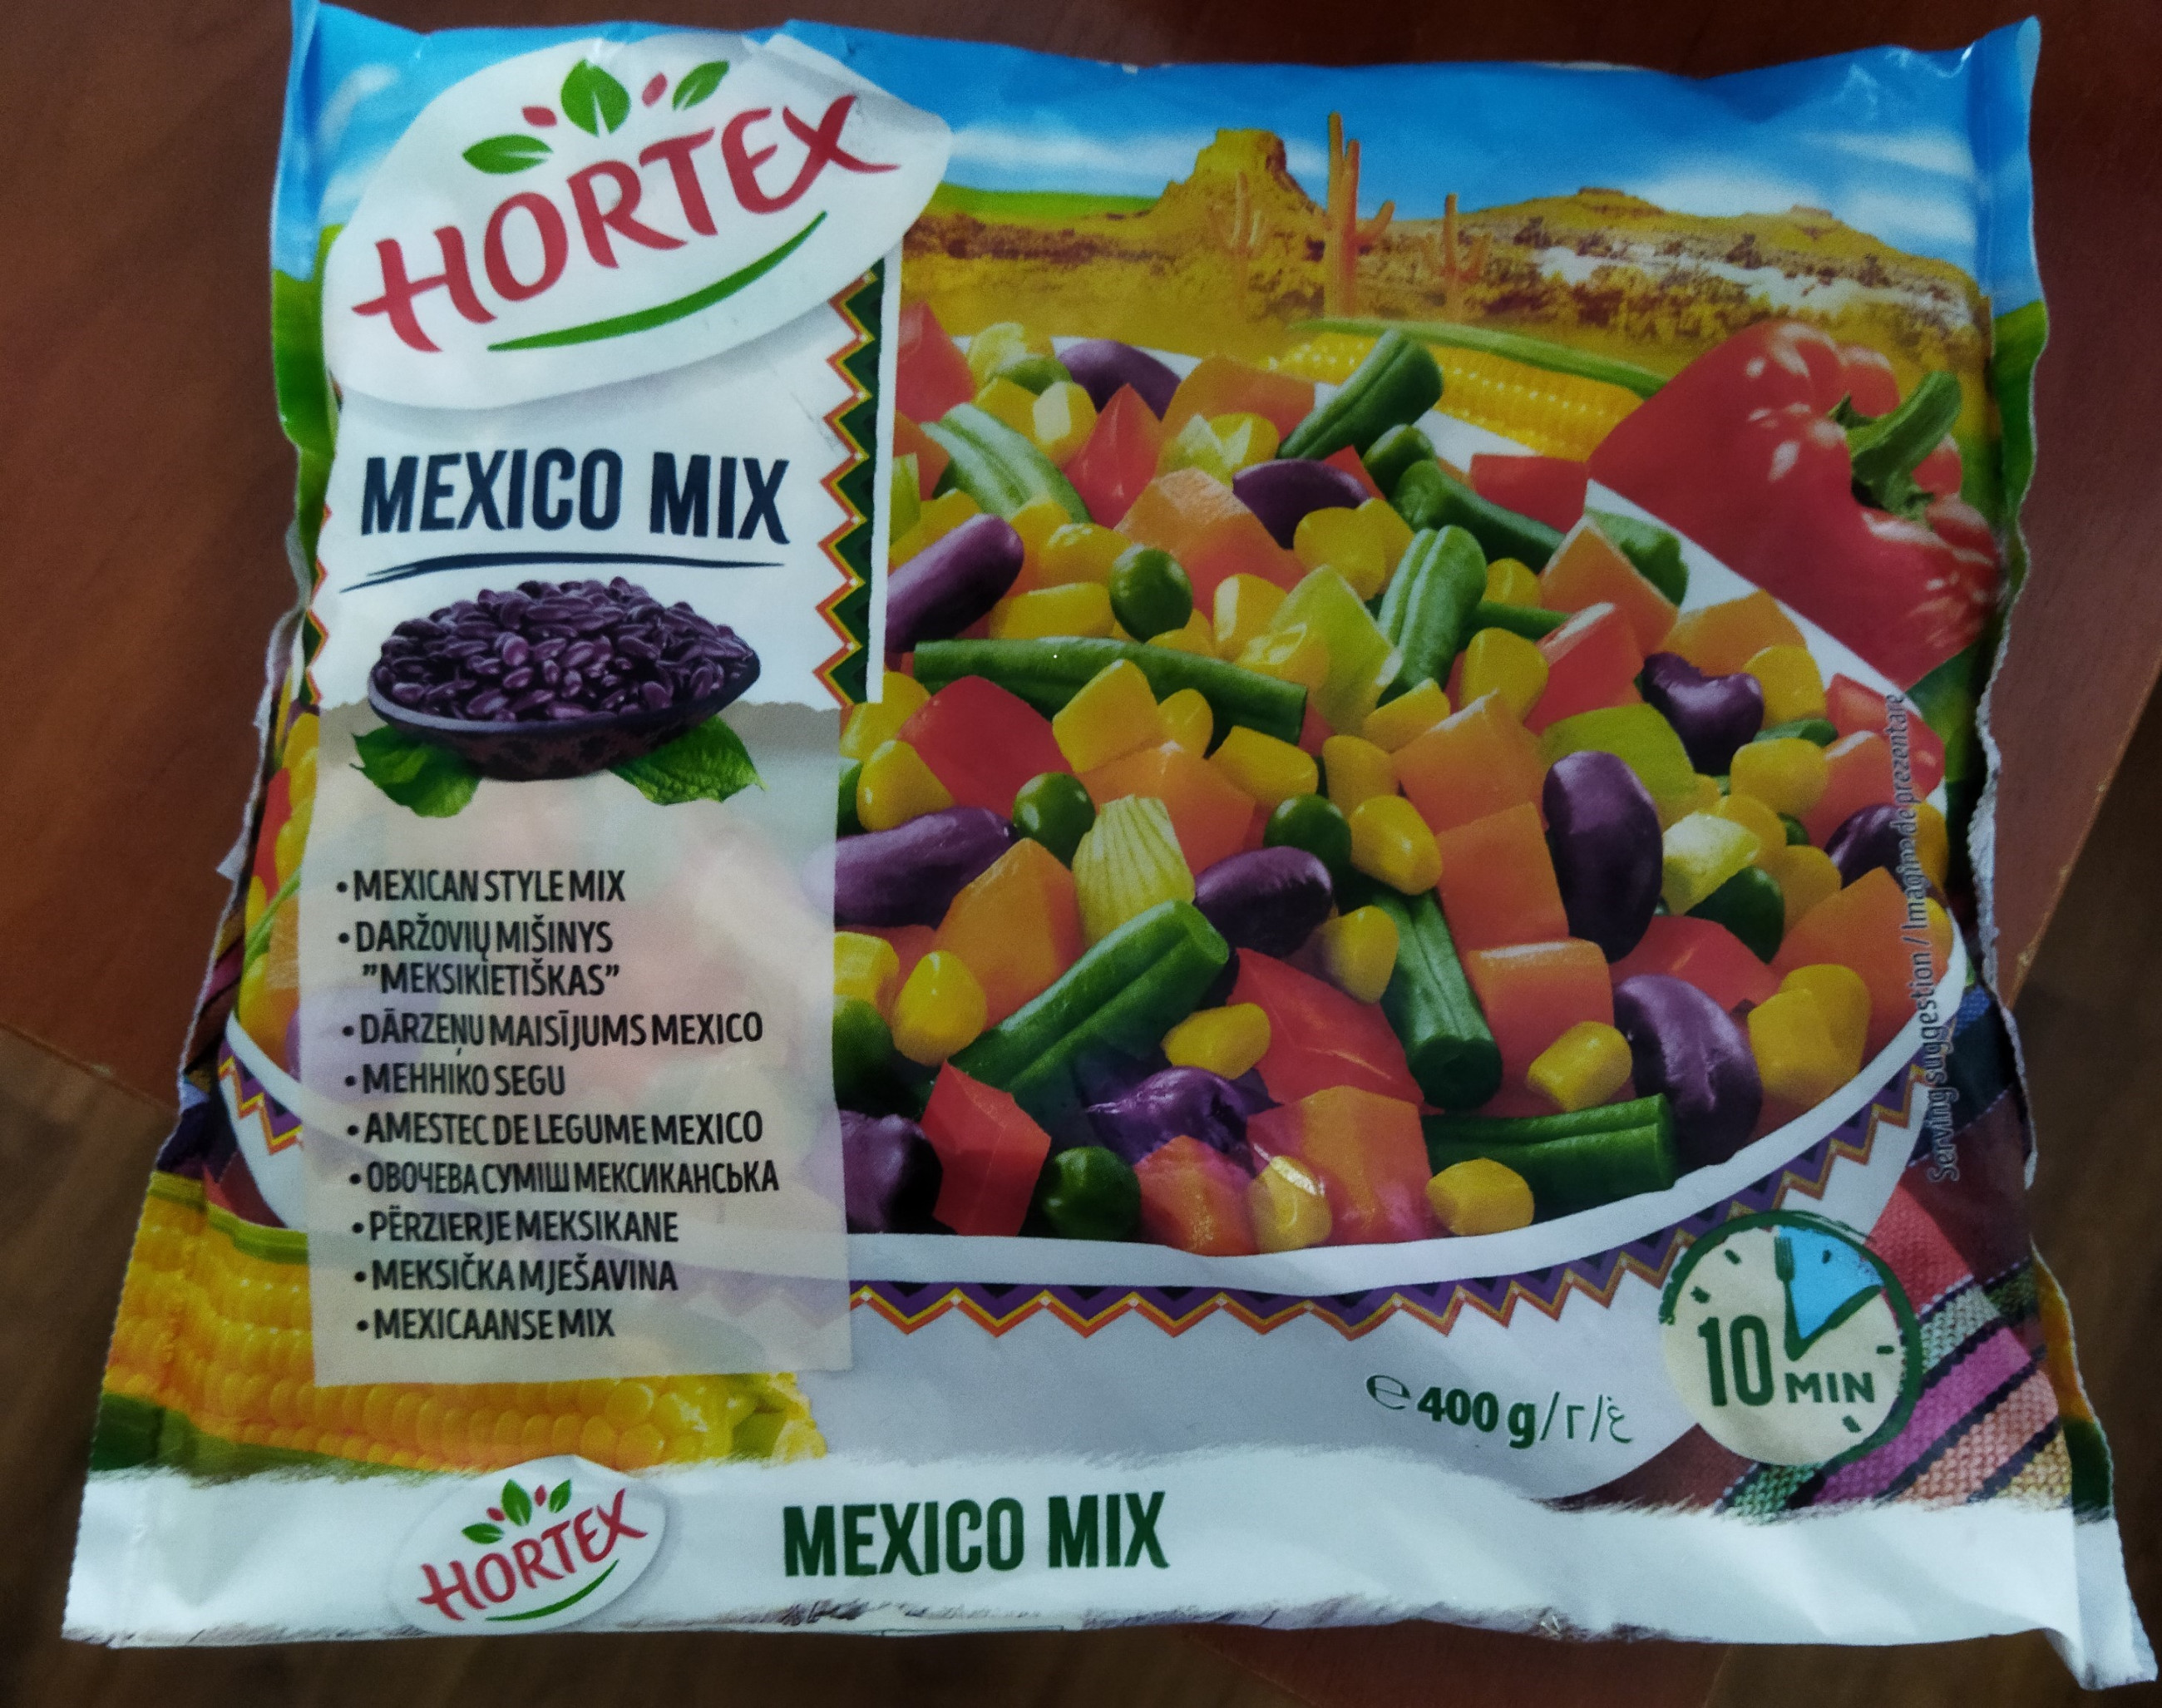 HORTEX
MEXICO MIX
• MEXICAN STYLE MIX
• DARŽOVIŲ MIŠINYS
"MEKSIKIETIŠKAS"
• DĀRZEŅU MAISĪJUMS MEXICO
• MEHHIKO SEGU
• AMESTEC DE LEGUME MEXICO
• ОВОЧЕВА СУМІШ МЕКСИКАНСЬКА
• PËRZIERJE MEKSIKANE
• MEKSIČKA MJEŠAVINA
• MEXICAANSE MIX
Serving suggestion / Imagine de prezentare
10 MIN
℮ 400 g/г/غ
HORTEX
MEXICO MIX